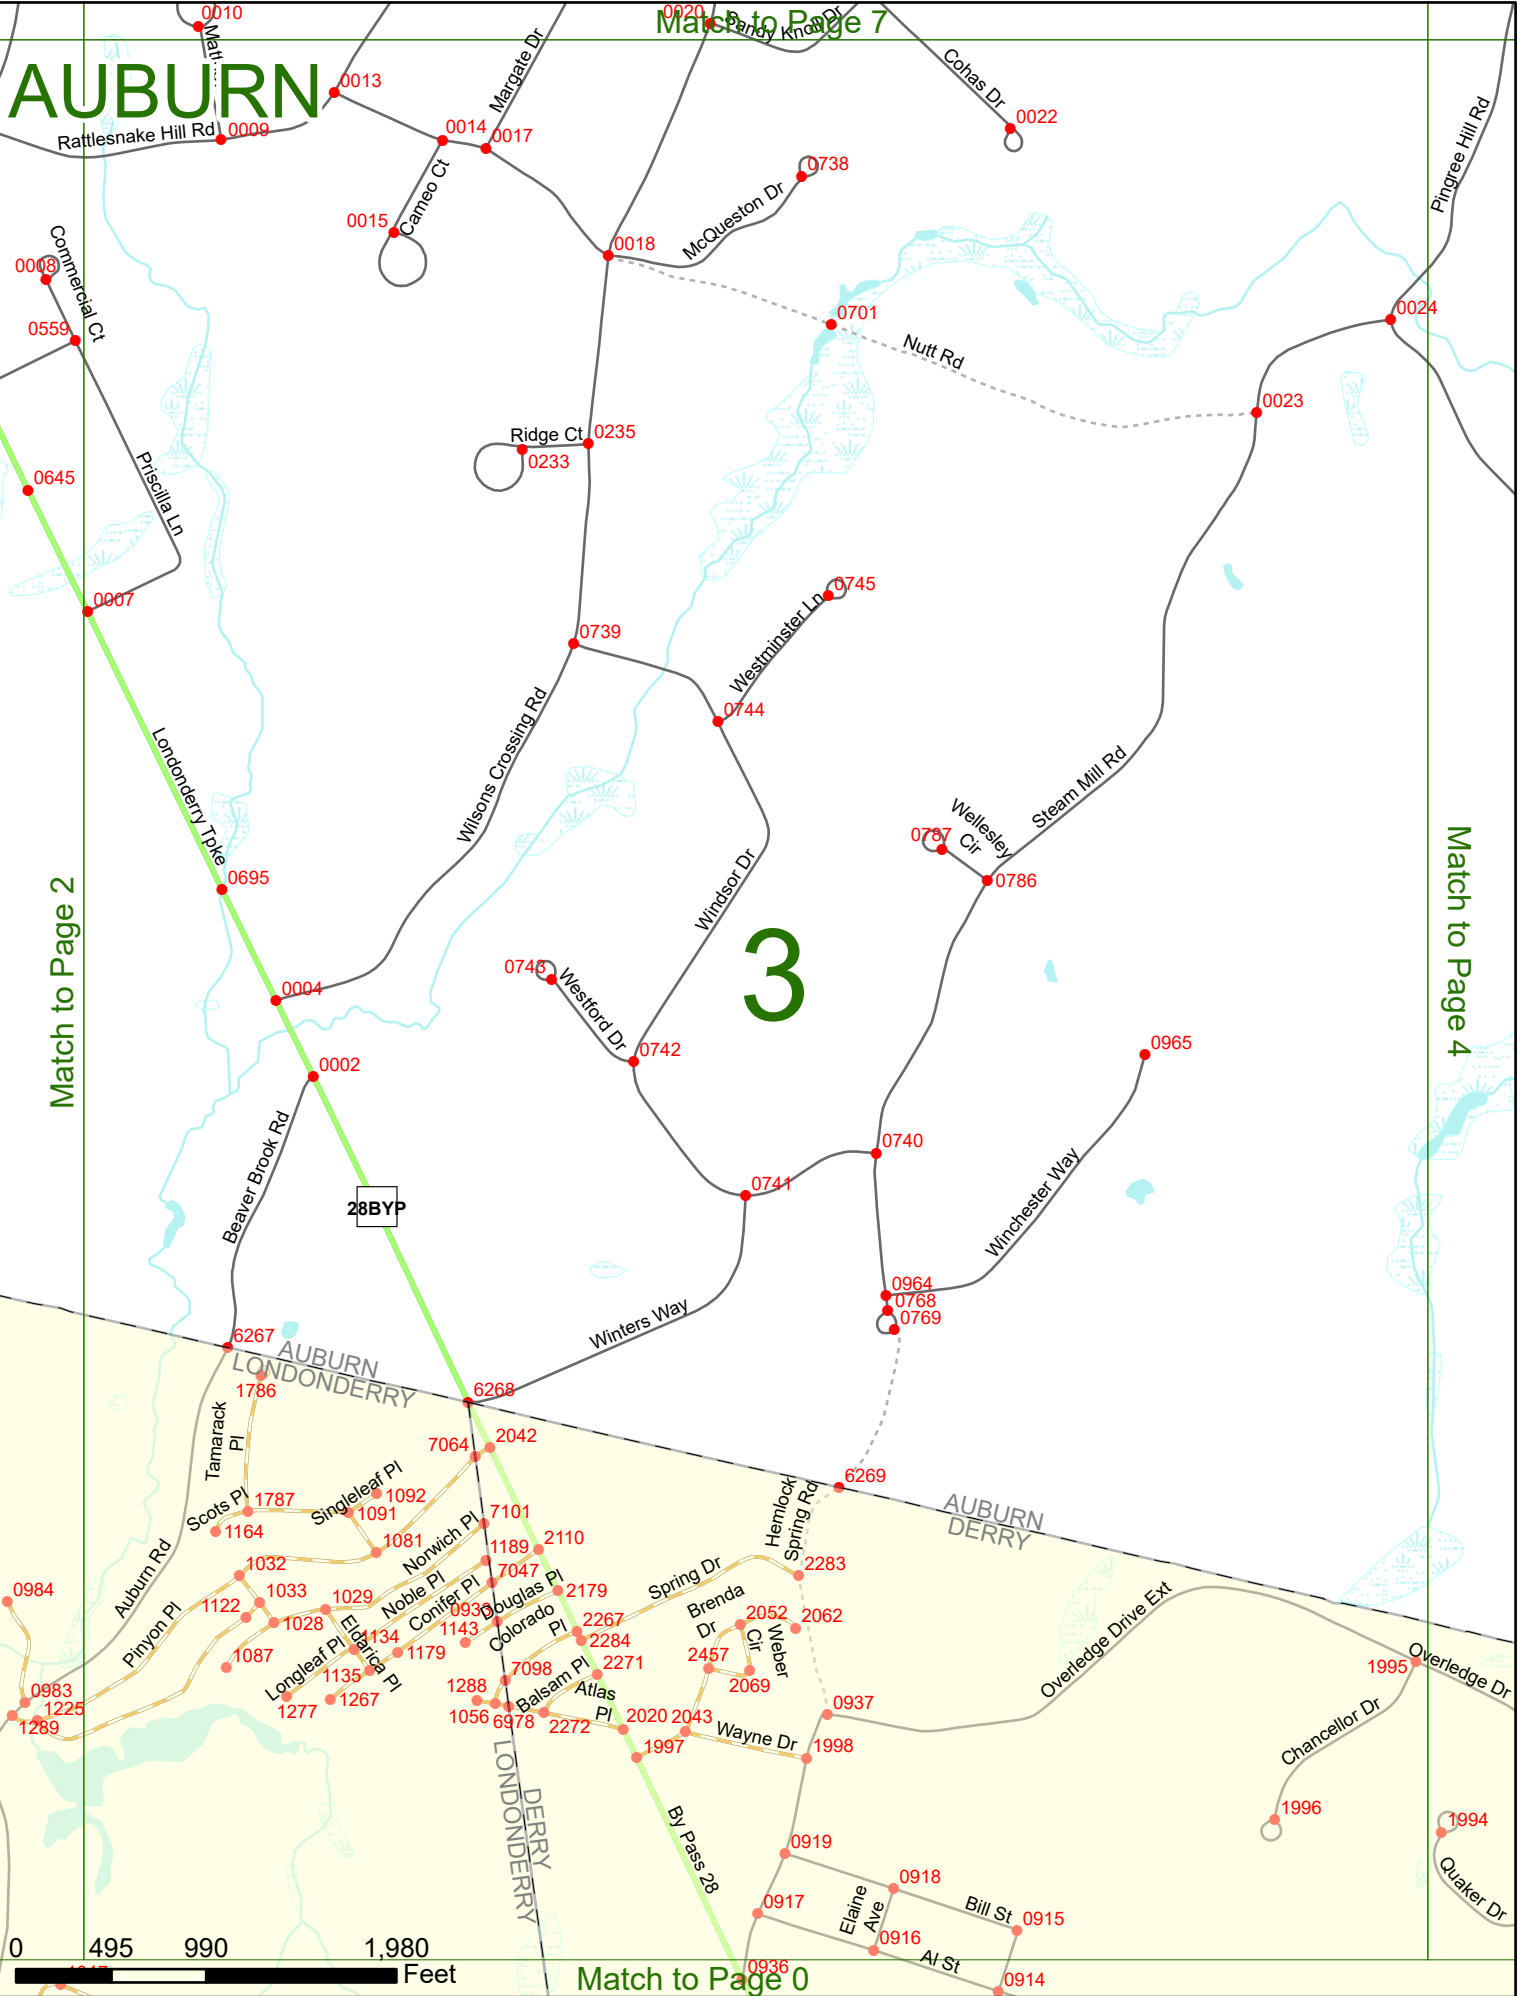 0010
Match to Page 7
0020
Sandy Knoll Dr
Margate Dr
Cohas Dr
AUBURN
0013
0022
Rattlesnake Hill Rd
0009
0014
0017
Pingree Hill Rd
0738
McQueston Dr
Cameo Ct
0015
0018
Commercial Ct
0008
0559
0701
Nutt Rd
0024
0023
Ridge Ct
0235
0233
0645
Priscilla Ln
0007
0745
Westminster Ln
0739
0744
Wilsons Crossing Rd
Londonderry Tpke
Steam Mill Rd
Wellesley
Cir
0787
0786
0695
Windsor Dr
Match to Page 2
Match to Page 4
3
0743
Westford Dr
0004
0742
0965
0002
Beaver Brook Rd
0740
0741
28BYP
Winchester Way
0964
0768
0769
Winters Way
6267
AUBURN
LONDONDERRY
1786
6268
Tamarack
Pl
7064
2042
6269
Hemlock
Spring Rd
AUBURN
DERRY
Singleleaf Pl
1092
1091
Scots Pl
1787
1164
7101
Norwich Pl
1081
1189
2110
7047
2283
Auburn Rd
1032
1033
1029
Noble Pl
Conifer Pl
0933
Douglas Pl
2179
Spring Dr
Brenda
Dr
0984
1122
1028
1143
Colorado
Pl
2267
2284
2052
2062
Weber
Cir
Pinyon Pl
1087
Eldarica Pl
1134
1179
1135
Longleaf Pl
1277
1267
2457
2069
2271
7098
Balsam Pl
Atlas
Pl
1288
1056
6978
2272
2020
2043
1997
Wayne Dr
1998
0937
Overledge Drive Ext
1995
Overledge Dr
Chancellor Dr
0983
1225
1289
DERRY
LONDONDERRY
By Pass 28
1996
1994
Quaker Dr
0919
0918
Bill St
0915
0917
Elaine
Ave
0916
Al St
0914
0936
0
495
990
1,980
Feet
Match to Page 0